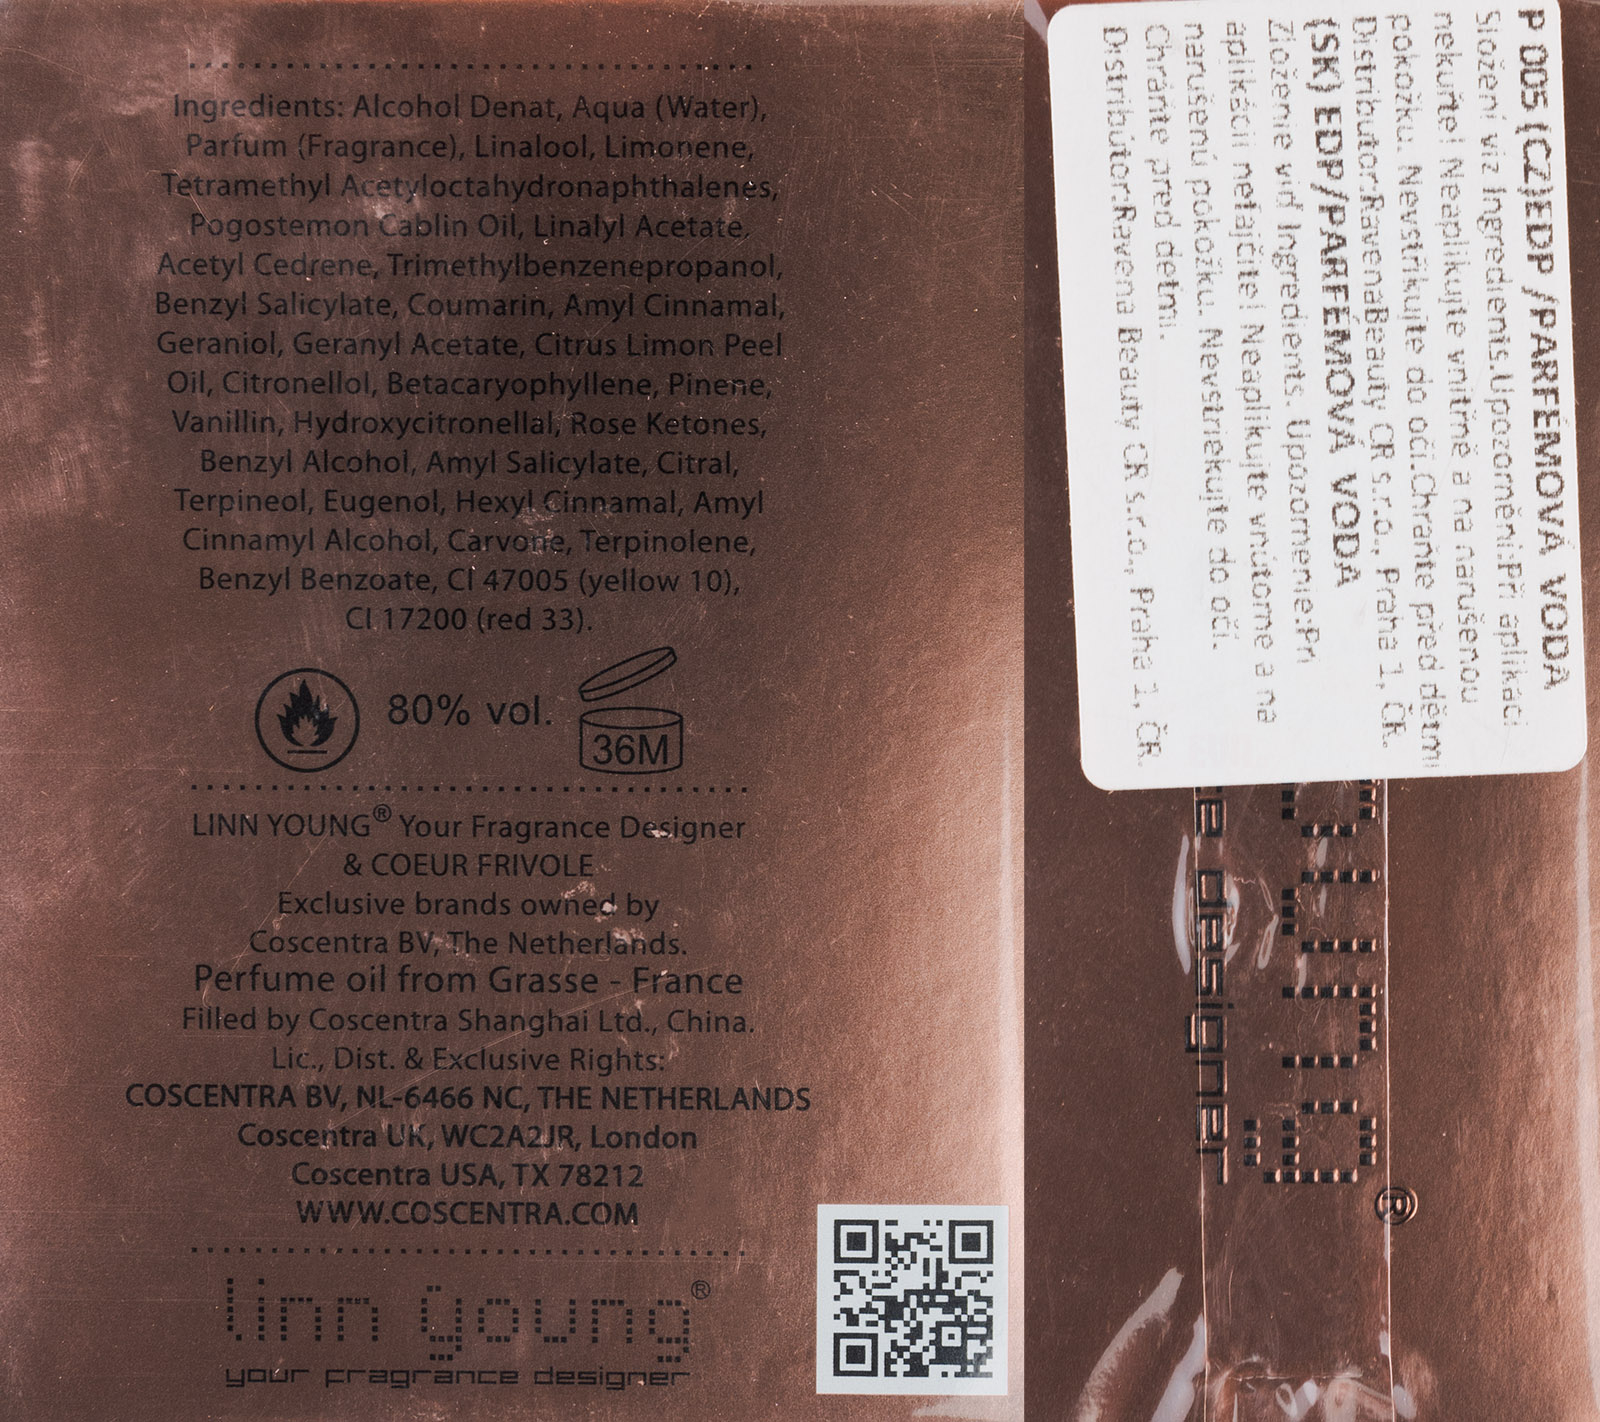 Ingredients: Alcohol Denat, Aqua (Water),
Parfum (Fragrance), Linalool, Limonene,
Tetramethyl Acetyloctahydronaphthalenes,
Pogostemon Cablin Oil, Linalyl Acetate,
Acetyl Cedrene, Trimethylbenzenepropanol,
Benzyl Salicylate, Coumarin, Amyl Cinnamal,
Geraniol, Geranyl Acetate, Citrus Limon Peel
Oil, Citronellol, Betacaryophyllene, Pinene,
Vanillin, Hydroxycitronellal, Rose Ketones,
Benzyl Alcohol, Amyl Salicylate, Citral,
Terpineol, Eugenol, Hexyl Cinnamal, Amyl
Cinnamyl Alcohol, Carvone, Terpinolene,
Benzyl Benzoate, CI 47005 (yellow 10),
CI 17200 (red 33).
80% vol.
36M
LINN YOUNG® Your Fragrance Designer
& COEUR FRIVOLE
Exclusive brands owned by
Coscentra BV, The Netherlands.
Perfume oil from Grasse - France
Filled by Coscentra Shanghai Ltd., China.
Lic., Dist. & Exclusive Rights:
COSCENTRA BV, NL-6466 NC, THE NETHERLANDS
Coscentra UK, WC2A2JR, London
Coscentra USA, TX 78212
WWW.COSCENTRA.COM
linn young®
your fragrance designer
P 005 (CZ)EDP /PARFÉMOVÁ VODA
Složení viz Ingredients.Upozornění:Při aplikaci
nekuřte! Neaplikujte vnitřně a na narušenou
pokožku. Nevstřikujte do očí.Chraňte před dětmi
Distributor:RavenaBeauty CR s.r.o., Praha 1, ČR.
(SK) EDP/PARFÉMOVÁ VODA
Zloženie viď Ingredients. Upozornenie:Pri
aplikácii nefajčite! Neaplikujte vnútorne a na
narušenú pokožku. Nevstriekujte do očí.
Chráňte pred deťmi.
Distribútor:Ravena Beauty CR s.r.o., Praha 1, ČR.
designer
®